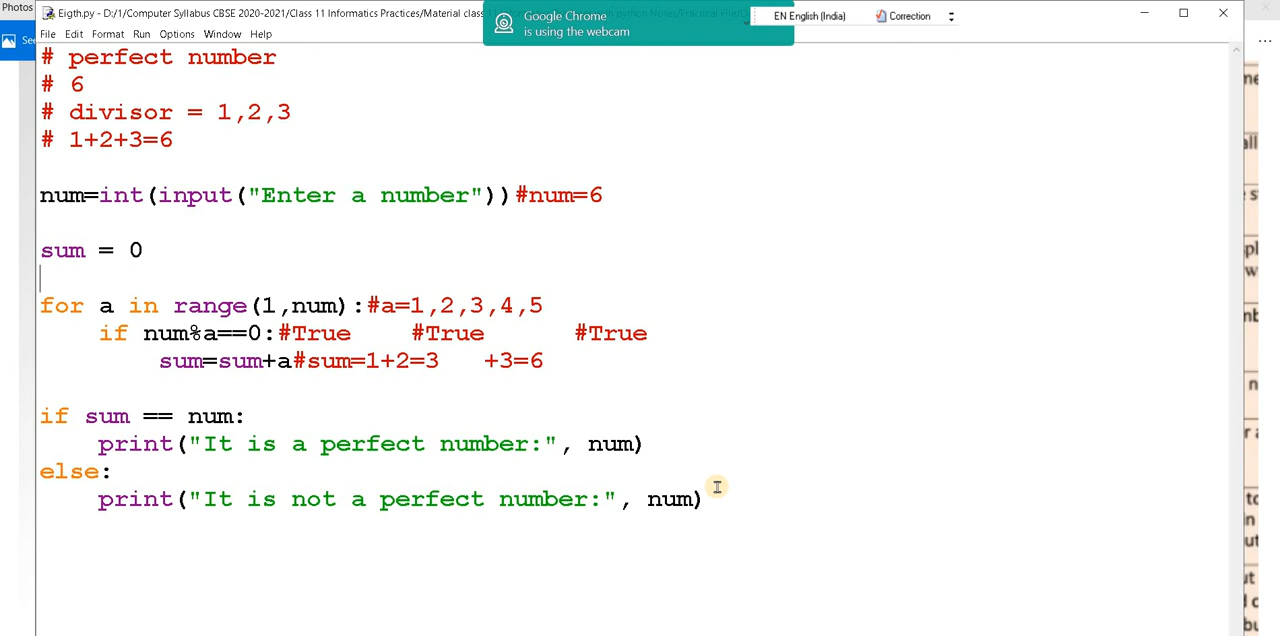 Photos
Eigth.py - D:/1/Computer Syllabus CBSE 2020-2021/Class 11 Informatics Practices/Material class
Google Chrome
is using the webcam
EN English (India)
Correction
File Edit Format Run Options Window Help
# perfect number
# 6
# divisor = 1,2,3
# 1+2+3=6
num=int(input("Enter a number"))#num=6
sum = 0
for a in range(1,num):#a=1,2,3,4,5
if num%a==0:#True #True #True
sum=sum+a#sum=1+2=3 +3=6
if sum == num:
print("It is a perfect number:", num)
else:
print("It is not a perfect number:", num)